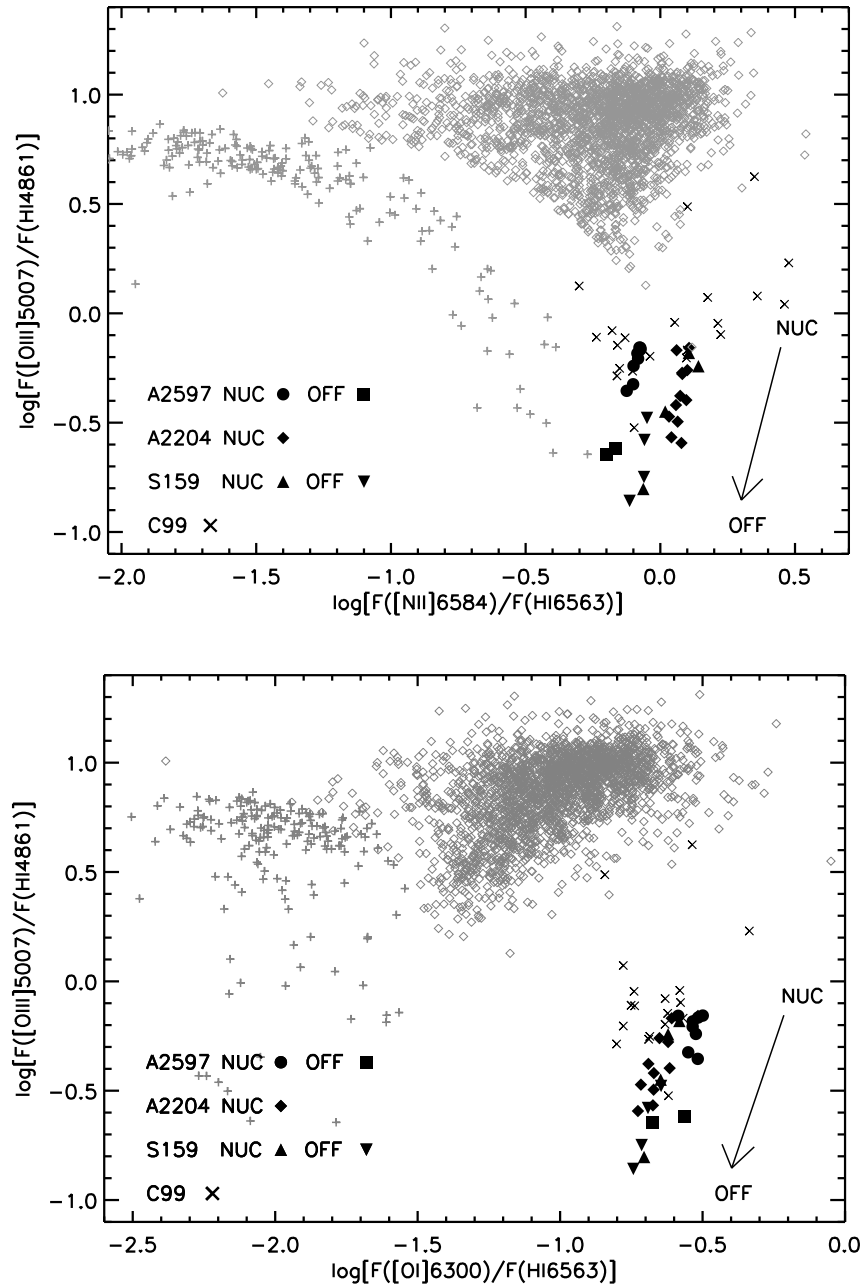 log[F([OIII]5007)/F(HI4861)]
1.0
0.5
0.0
-0.5
-1.0
NUC
A2597 NUC OFF
A2204 NUC
S159 NUC OFF
C99
OFF
-2.0 -1.5 -1.0 -0.5 0.0 0.5
log[F([NII]6584)/F(HI6563)]
log[F([OIII]5007)/F(HI4861)]
1.0
0.5
0.0
-0.5
-1.0
NUC
A2597 NUC OFF
A2204 NUC
S159 NUC OFF
C99
OFF
-2.5 -2.0 -1.5 -1.0 -0.5 0.0
log[F([OI]6300)/F(HI6563)]